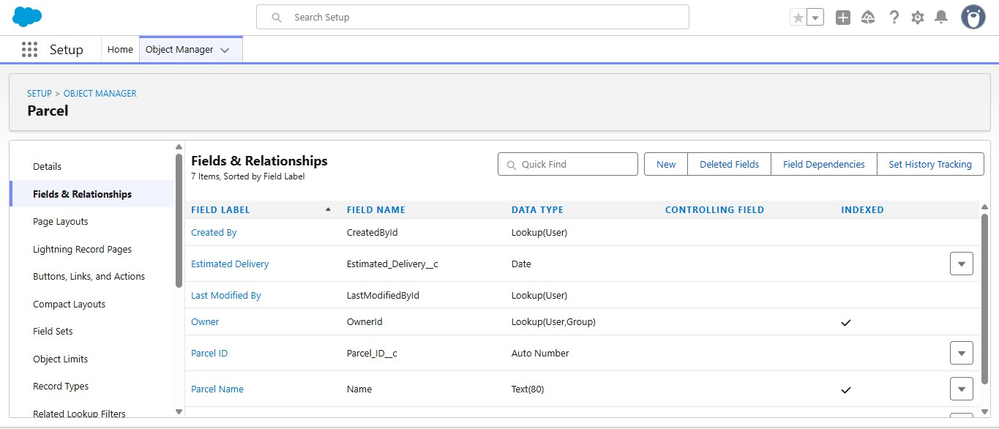 Search Setup
Setup
Home
Object Manager
SETUP > OBJECT MANAGER
Parcel
Details
Fields & Relationships
Page Layouts
Lightning Record Pages
Buttons, Links, and Actions
Compact Layouts
Field Sets
Object Limits
Record Types
Related Lookup Filters
Fields & Relationships
7 Items, Sorted by Field Label
Quick Find
New
Deleted Fields
Field Dependencies
Set History Tracking
FIELD LABEL FIELD NAME DATA TYPE CONTROLLING FIELD INDEXED
Created By CreatedById Lookup(User)
Estimated Delivery Estimated_Delivery__c Date
Last Modified By LastModifiedById Lookup(User)
Owner OwnerId Lookup(User,Group)
Parcel ID Parcel_ID__c Auto Number
Parcel Name Name Text(80)